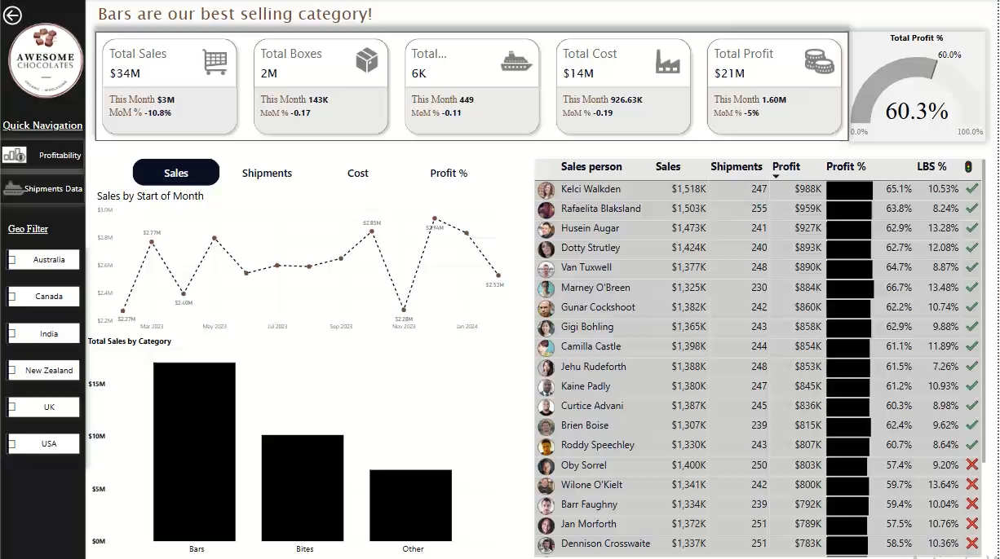 Bars are our best selling category!
AWESOME
CHOCOLATES
ORGANIC - WHOLESOME
Quick Navigation
Profitability
Shipments Data
Geo Filter
Australia
Canada
India
New Zealand
UK
USA
Total Sales
$34M
This Month $3M
MoM % -10.8%
Total Boxes
2M
This Month 143K
MoM % -0.17
Total...
6K
This Month 449
MoM % -0.11
Total Cost
$14M
This Month 926.63K
MoM % -0.19
Total Profit
$21M
This Month 1.60M
MoM % -5%
Total Profit %
60.0%
60.3%
0.0%
100.0%
Sales Shipments Cost Profit %
Sales by Start of Month
$3.0M
$2.8M
$2.6M
$2.4M
$2.2M
$2.27M
$2.77M
$2.40M
$2.85M
$2.28M
$2.94M
$2.53M
Mar 2023 May 2023 Jul 2023 Sep 2023 Nov 2023 Jan 2024
Total Sales by Category
$15M
$10M
$5M
$0M
Bars Bites Other
Sales person Sales Shipments Profit Profit % LBS %
Kelci Walkden $1,518K 247 $988K 65.1% 10.53%
Rafaelita Blaksland $1,503K 255 $959K 63.8% 8.24%
Husein Augar $1,473K 241 $927K 62.9% 13.28%
Dotty Strutley $1,424K 240 $893K 62.7% 12.08%
Van Tuxwell $1,377K 248 $890K 64.7% 8.87%
Marney O'Breen $1,325K 230 $884K 66.7% 13.48%
Gunar Cockshoot $1,382K 242 $860K 62.2% 10.74%
Gigi Bohling $1,365K 243 $858K 62.9% 9.88%
Camilla Castle $1,398K 244 $854K 61.1% 11.89%
Jehu Rudeforth $1,388K 248 $853K 61.5% 7.26%
Kaine Padly $1,380K 247 $845K 61.2% 10.93%
Curtice Advani $1,387K 245 $836K 60.3% 8.98%
Brien Boise $1,307K 239 $815K 62.4% 9.62%
Roddy Speechley $1,330K 243 $807K 60.7% 8.64%
Oby Sorrel $1,400K 250 $803K 57.4% 9.20%
Wilone O'Kielt $1,341K 242 $800K 59.7% 13.64%
Barr Faughny $1,334K 239 $792K 59.4% 10.04%
Jan Morforth $1,372K 251 $789K 57.5% 10.76%
Dennison Crosswaite $1,337K 251 $783K 58.5% 10.36%